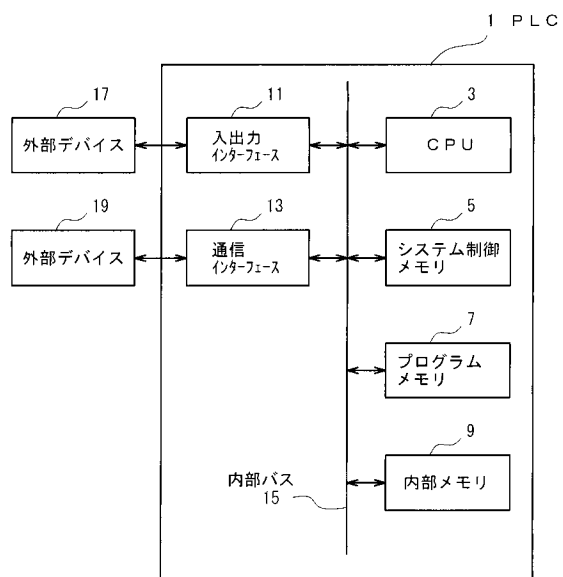 1 PLC
17
11
3
外部デバイス
入出力
インターフェース
CPU
19
13
5
外部デバイス
通信
インターフェース
システム制御
メモリ
7
プログラム
メモリ
9
内部バス
15
内部メモリ